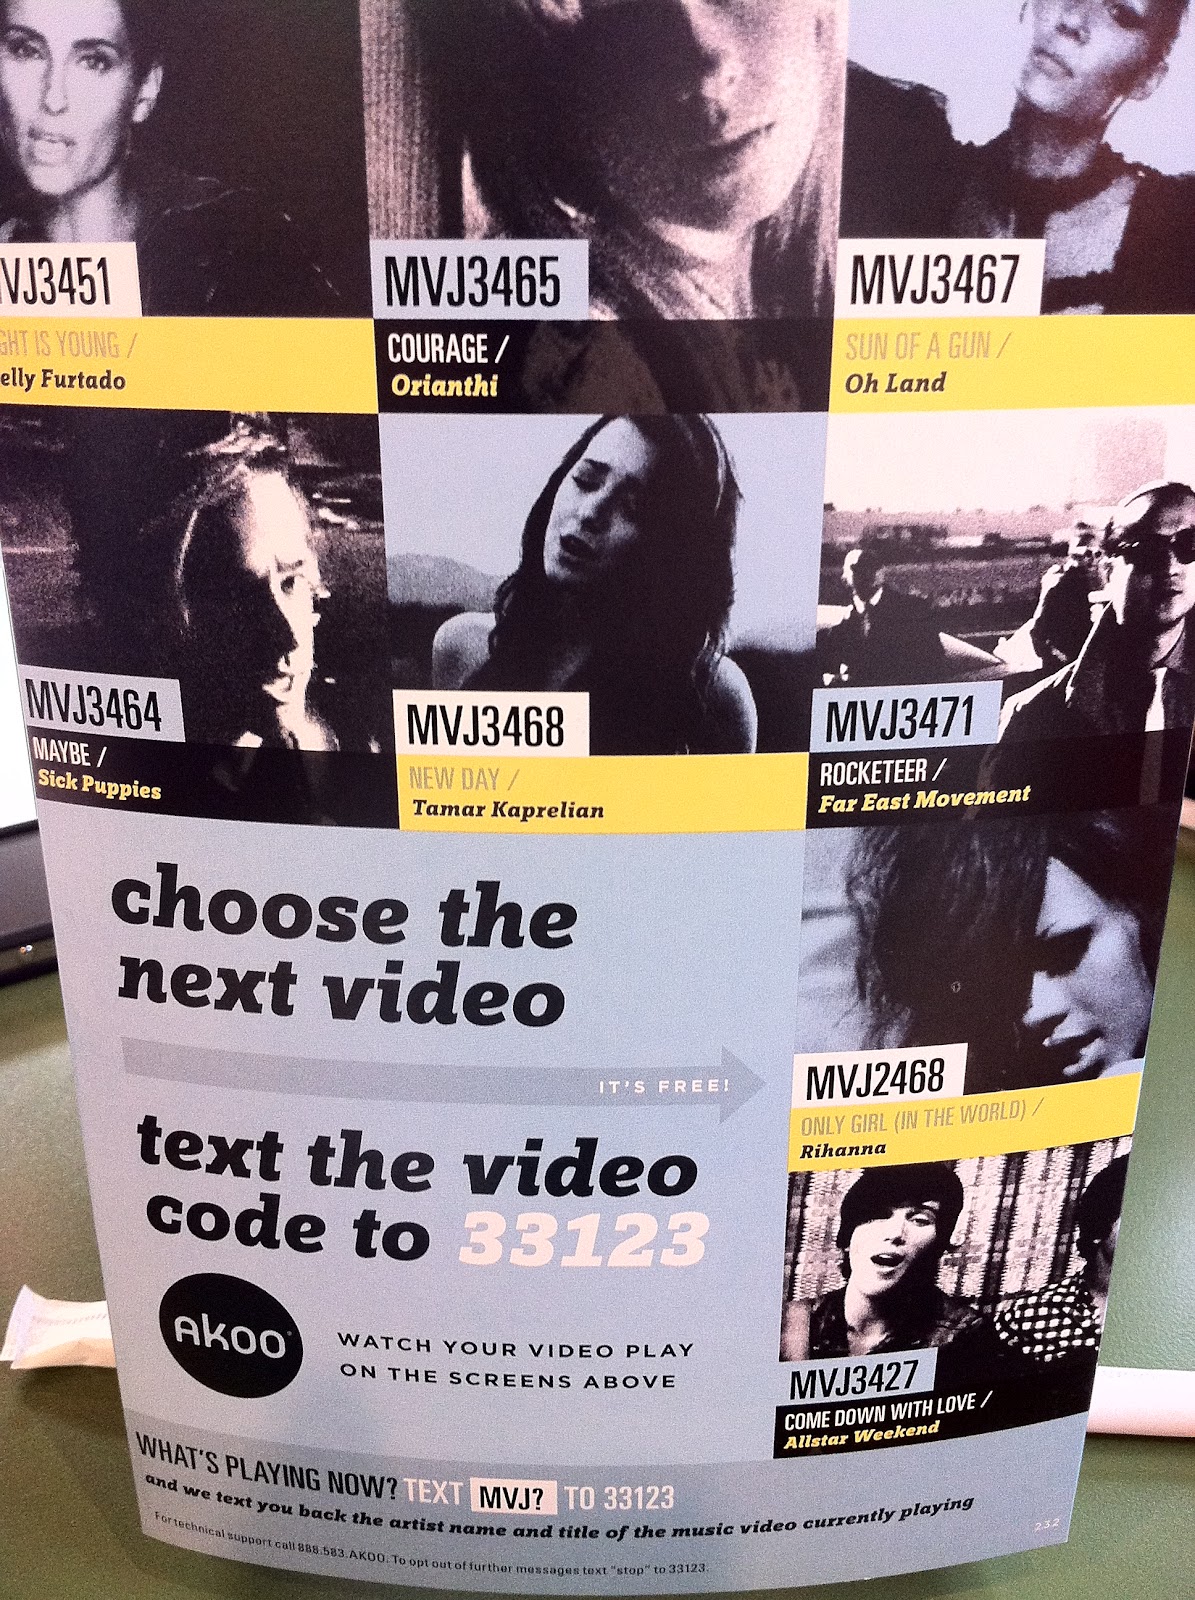 VJ3451
GHT IS YOUNG /
elly Furtado
MVJ3465
COURAGE /
Orianthi
MVJ3467
SUN OF A GUN /
Oh Land
MVJ3464
MAYBE /
Sick Puppies
MVJ3468
NEW DAY /
Tamar Kaprelian
MVJ3471
ROCKETEER /
Far East Movement
choose the
next video
IT'S FREE!
text the video
code to 33123
AKOO
WATCH YOUR VIDEO PLAY
ON THE SCREENS ABOVE
MVJ2468
ONLY GIRL (IN THE WORLD) /
Rihanna
MVJ3427
COME DOWN WITH LOVE /
Allstar Weekend
WHAT'S PLAYING NOW? TEXT MVJ? TO 33123
and we text you back the artist name and title of the music video currently playing
For technical support call 888.583.AKOO. To opt out of further messages text "stop" to 33123.
232